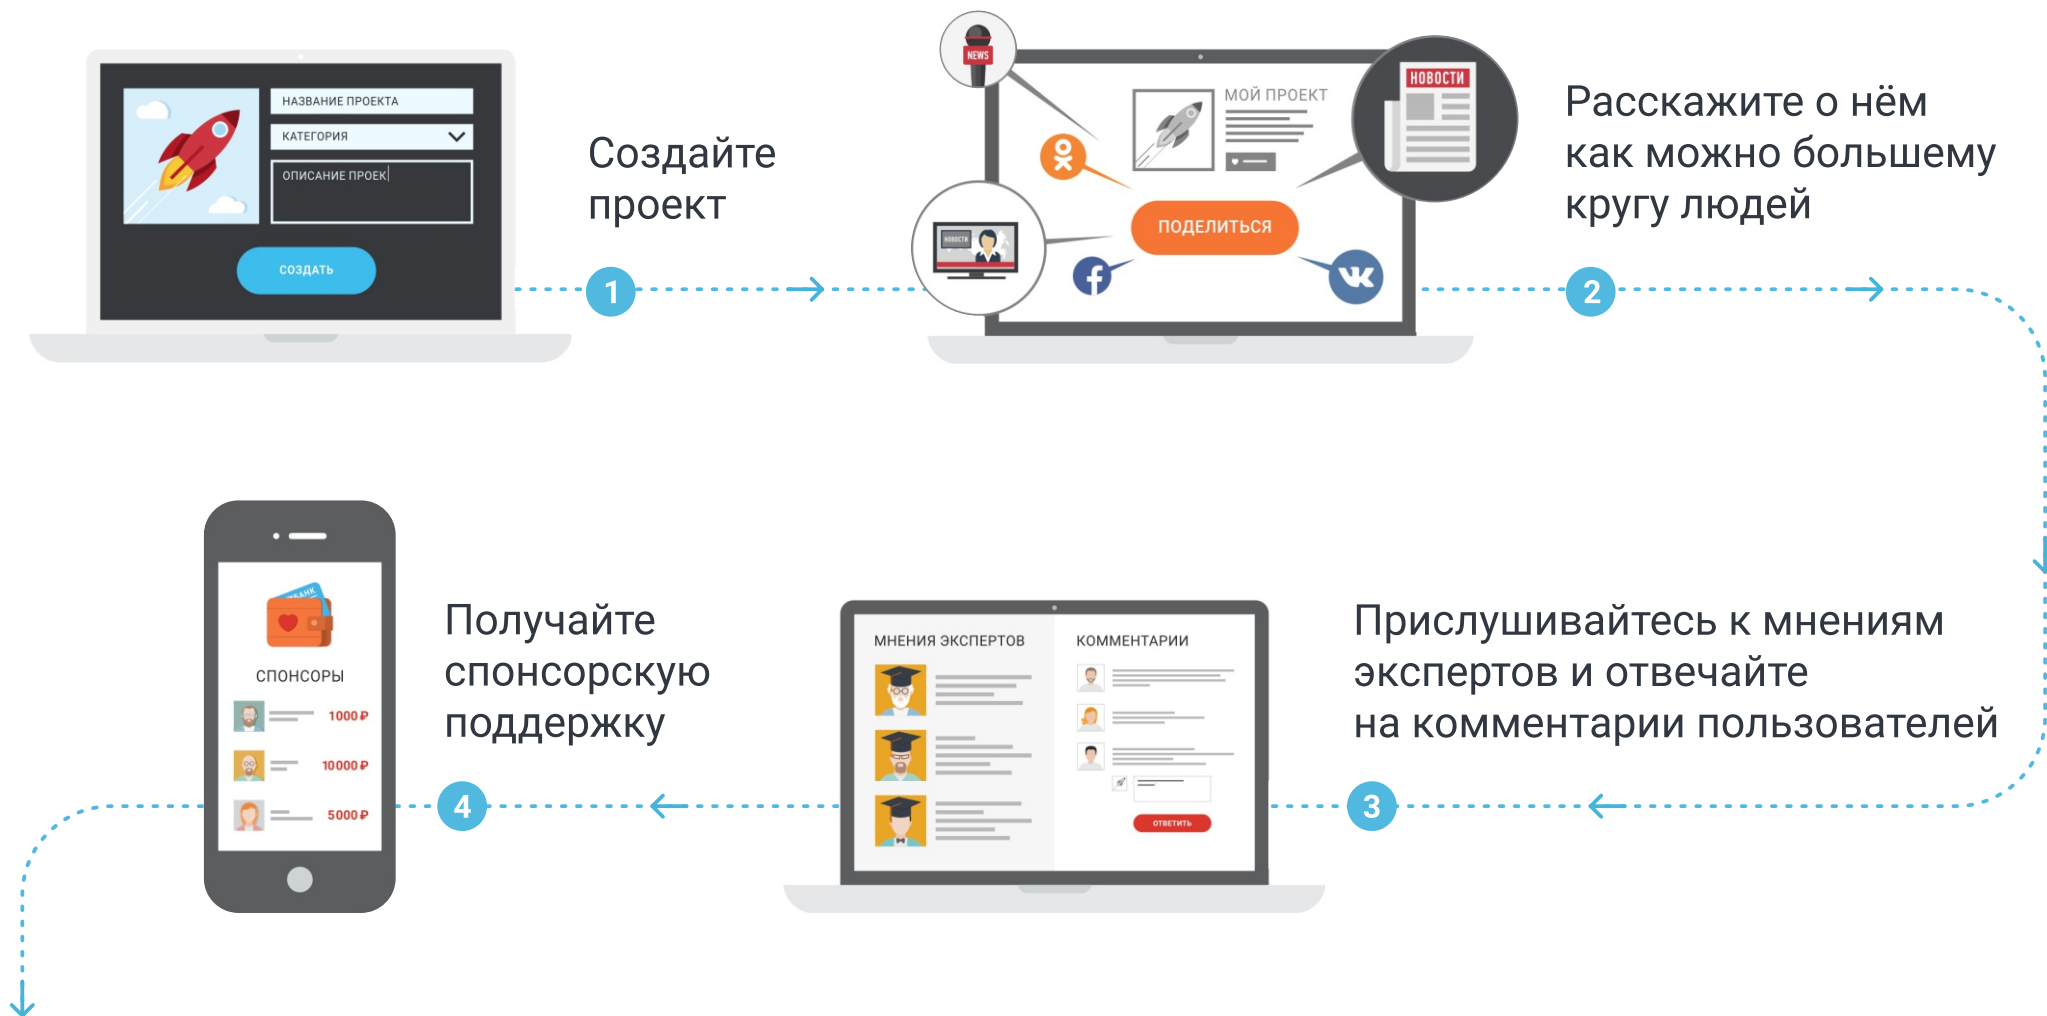 НАЗВАНИЕ ПРОЕКТА
КАТЕГОРИЯ
ОПИСАНИЕ ПРОЕК
СОЗДАТЬ
Создайте
проект
1
NEWS
МОЙ ПРОЕКТ
НОВОСТИ
ПОДЕЛИТЬСЯ
НОВОСТИ
Расскажите о нём
как можно большему
кругу людей
2
Прислушивайтесь к мнениям
экспертов и отвечайте
на комментарии пользователей
3
МНЕНИЯ ЭКСПЕРТОВ
КОММЕНТАРИИ
ОТВЕТИТЬ
Получайте
спонсорскую
поддержку
4
БАНК
СПОНСОРЫ
1000 ₽
10000 ₽
5000 ₽